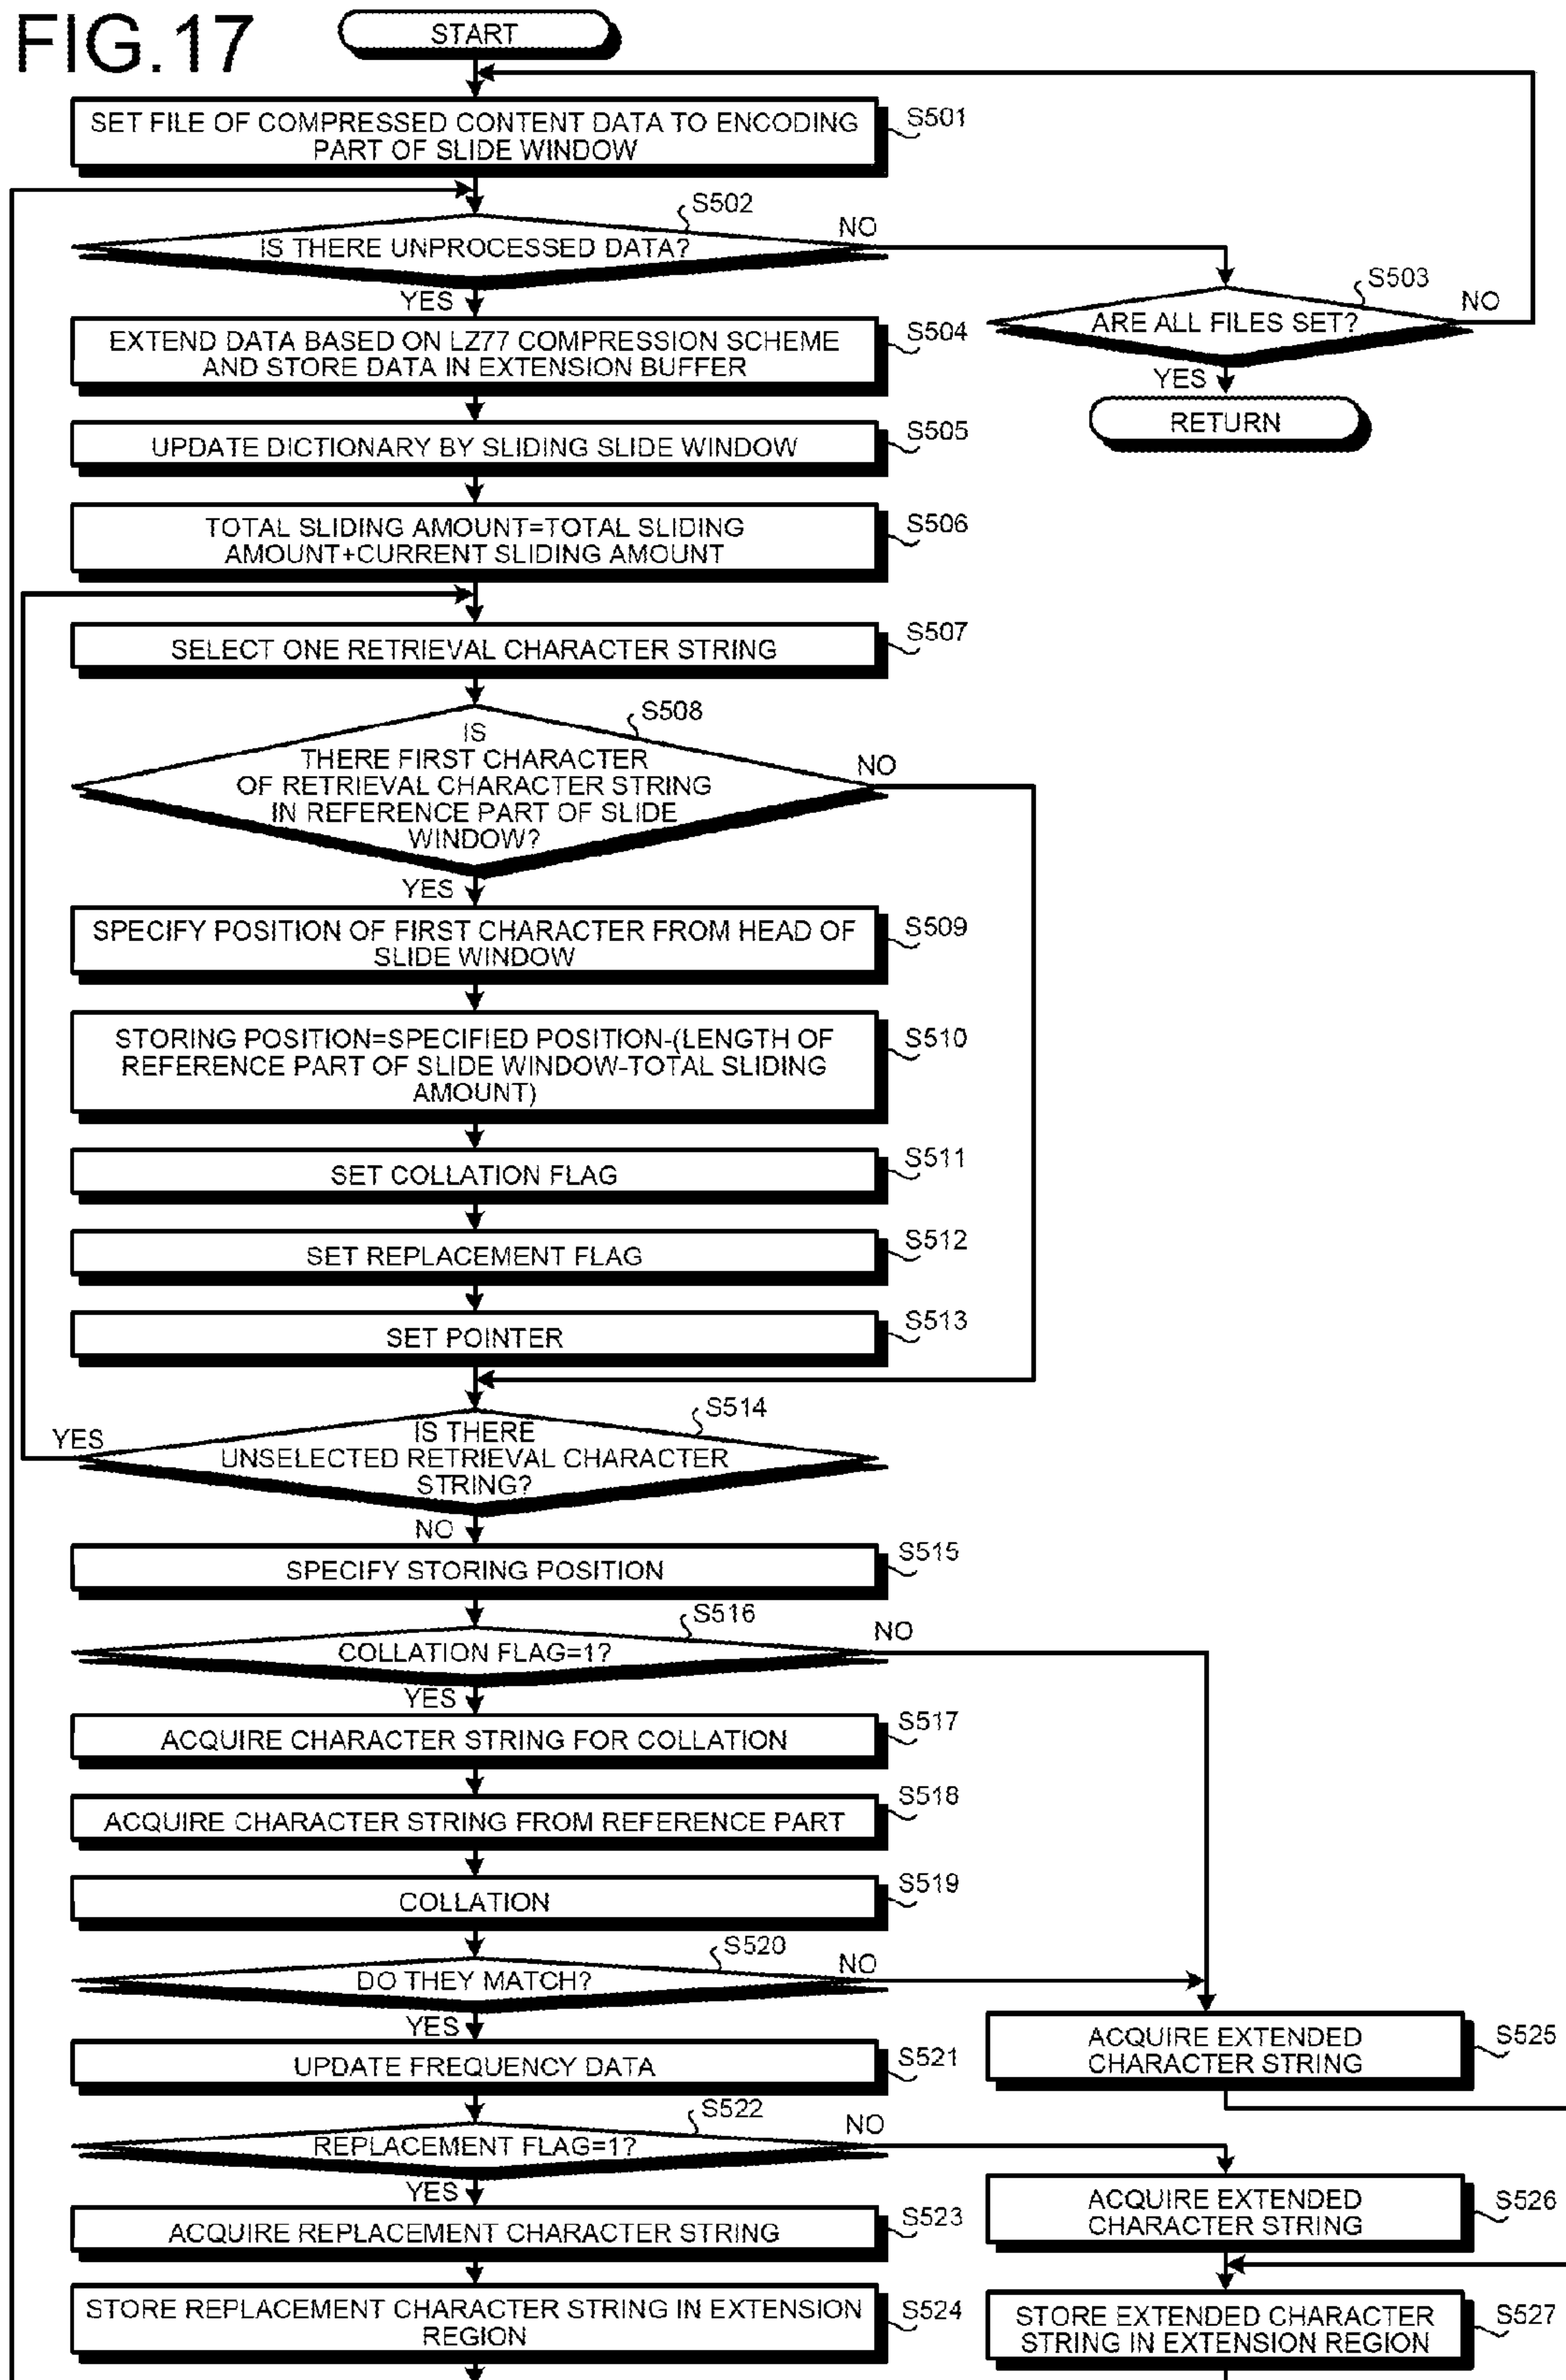 FIG.17
START
SET FILE OF COMPRESSED CONTENT DATA TO ENCODING
PART OF SLIDE WINDOW
S501
S502
IS THERE UNPROCESSED DATA?
NO
YES
S503
ARE ALL FILES SET?
NO
YES
RETURN
EXTEND DATA BASED ON LZ77 COMPRESSION SCHEME
AND STORE DATA IN EXTENSION BUFFER
S504
UPDATE DICTIONARY BY SLIDING SLIDE WINDOW
S505
TOTAL SLIDING AMOUNT=TOTAL SLIDING
AMOUNT+CURRENT SLIDING AMOUNT
S506
SELECT ONE RETRIEVAL CHARACTER STRING
S507
S508
IS
THERE FIRST CHARACTER
OF RETRIEVAL CHARACTER STRING
IN REFERENCE PART OF SLIDE
WINDOW?
NO
YES
SPECIFY POSITION OF FIRST CHARACTER FROM HEAD OF
SLIDE WINDOW
S509
STORING POSITION=SPECIFIED POSITION-(LENGTH OF
REFERENCE PART OF SLIDE WINDOW-TOTAL SLIDING
AMOUNT)
S510
SET COLLATION FLAG
S511
SET REPLACEMENT FLAG
S512
SET POINTER
S513
S514
IS THERE
UNSELECTED RETRIEVAL CHARACTER
STRING?
YES
NO
SPECIFY STORING POSITION
S515
S516
COLLATION FLAG=1?
NO
YES
ACQUIRE CHARACTER STRING FOR COLLATION
S517
ACQUIRE CHARACTER STRING FROM REFERENCE PART
S518
COLLATION
S519
S520
DO THEY MATCH?
NO
YES
UPDATE FREQUENCY DATA
S521
ACQUIRE EXTENDED
CHARACTER STRING
S525
S522
REPLACEMENT FLAG=1?
NO
YES
ACQUIRE REPLACEMENT CHARACTER STRING
S523
ACQUIRE EXTENDED
CHARACTER STRING
S526
STORE REPLACEMENT CHARACTER STRING IN EXTENSION
REGION
S524
STORE EXTENDED CHARACTER
STRING IN EXTENSION REGION
S527